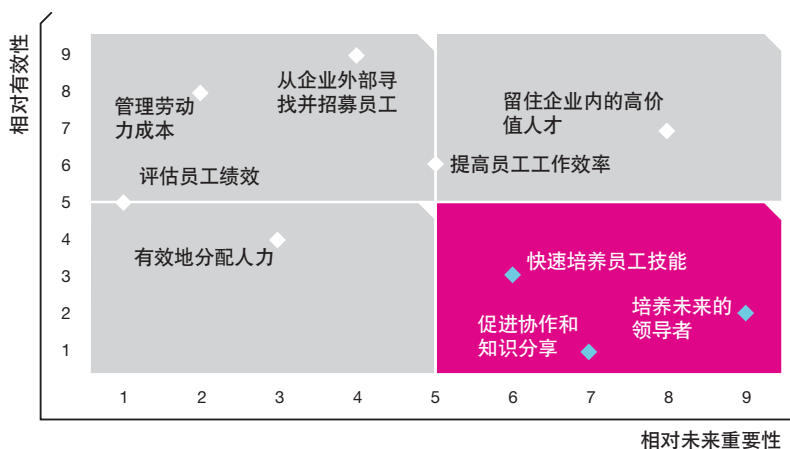 相对有效性
9
8
7
6
5
4
3
2
1
管理劳动
力成本
从企业外部寻
找并招募员工
评估员工绩效
留住企业内的高价
值人才
提高员工工作效率
有效地分配人力
快速培养员工技能
促进协作和
知识分享
培养未来的
领导者
1 2 3 4 5 6 7 8 9
相对未来重要性